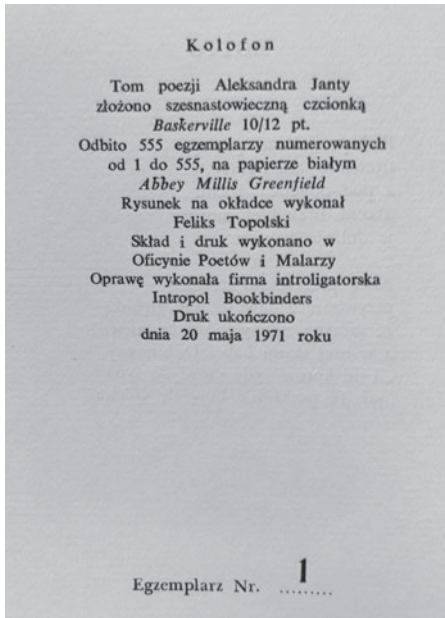 Kolofon
Tom poezji Aleksandra Janty
złożono szesnastowieczną czcionką
Baskerville 10/12 pt.
Odbito 555 egzemplarzy numerowanych
od 1 do 555, na papierze białym
Abbey Millis Greenfield
Rysunek na okładce wykonał
Feliks Topolski
Skład i druk wykonano w
Oficynie Poetów i Malarzy
Oprawę wykonała firma introligatorska
Intropol Bookbinders
Druk ukończono
dnia 20 maja 1971 roku
Egzemplarz Nr. 1